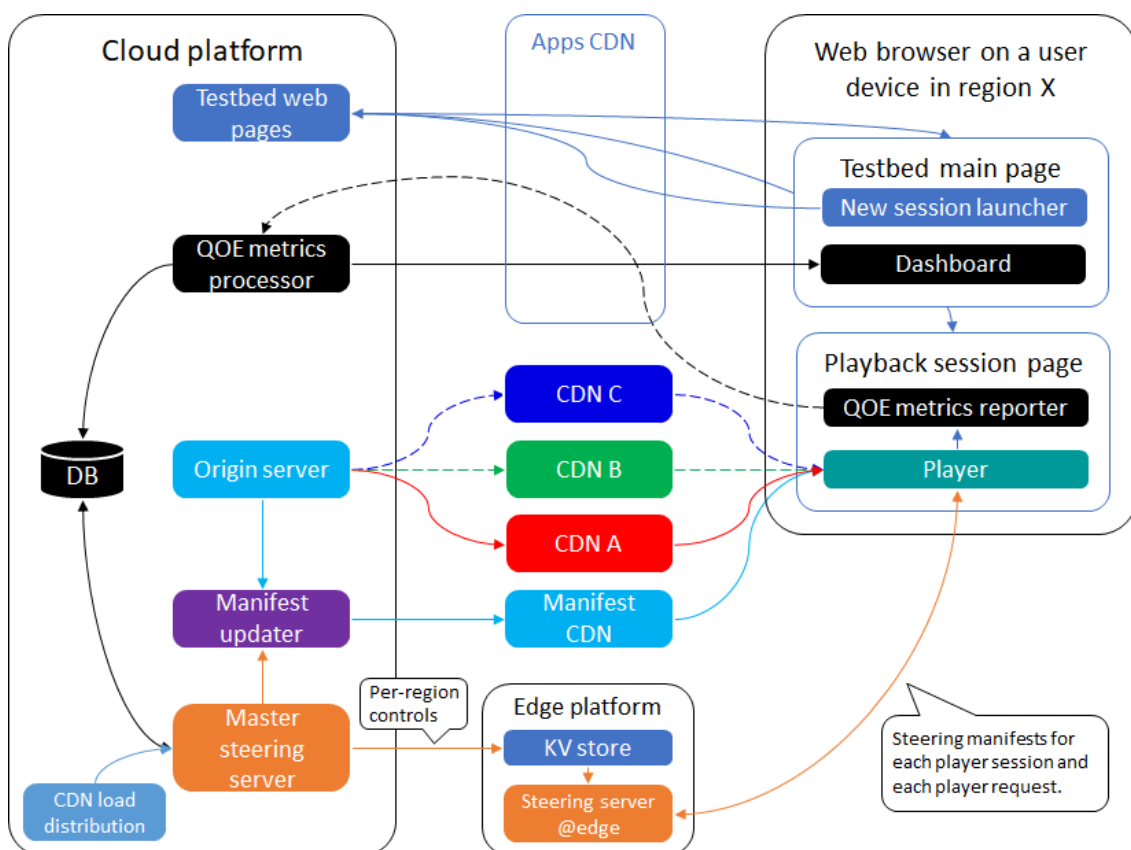 Cloud platform
Testbed web
pages
QOE metrics
processor
DB
Origin server
Manifest
updater
Master
steering
server
CDN load
distribution
Apps CDN
CDN C
CDN B
CDN A
Manifest
CDN
Per-region
controls
Edge platform
KV store
Steering server
@edge
Web browser on a user
device in region X
Testbed main page
New session launcher
Dashboard
Playback session page
QOE metrics reporter
Player
Steering manifests for
each player session and
each player request.